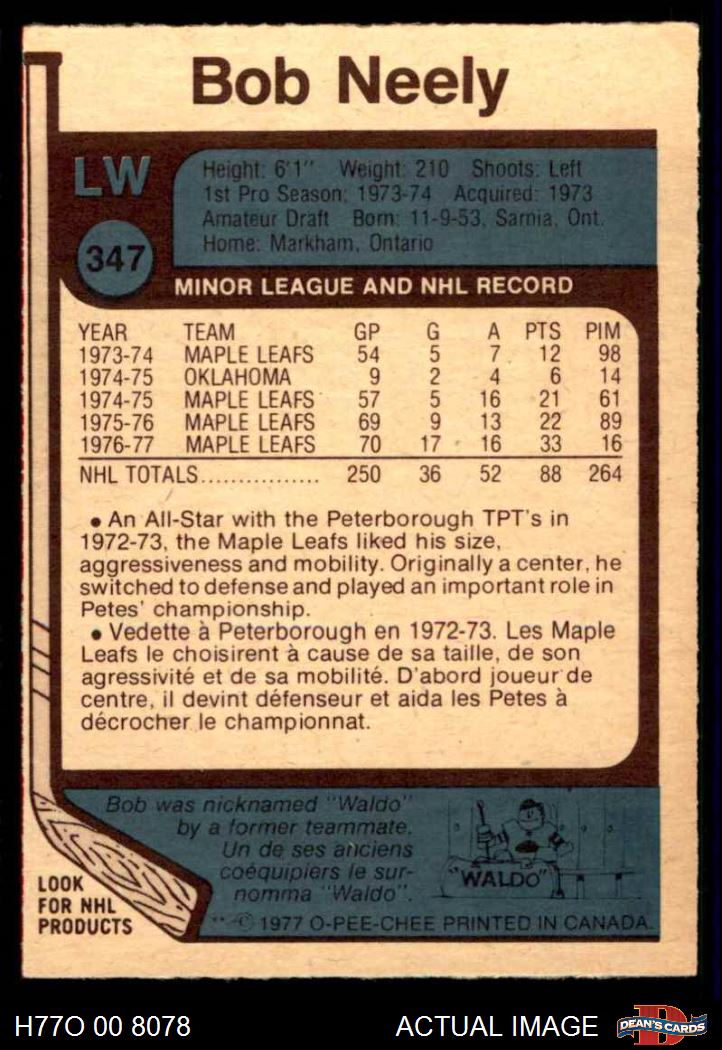 Bob Neely
LW
347
Height: 6'1" Weight: 210 Shoots: Left
1st Pro Season: 1973-74 Acquired: 1973
Amateur Draft Born: 11-9-53, Sarnia, Ont.
Home: Markham, Ontario
MINOR LEAGUE AND NHL RECORD
YEAR TEAM GP G A PTS PIM
1973-74 MAPLE LEAFS 54 5 7 12 98
1974-75 OKLAHOMA 9 2 4 6 14
1974-75 MAPLE LEAFS 57 5 16 21 61
1975-76 MAPLE LEAFS 69 9 13 22 89
1976-77 MAPLE LEAFS 70 17 16 33 16
NHL TOTALS................ 250 36 52 88 264
• An All-Star with the Peterborough TPT's in
1972-73, the Maple Leafs liked his size,
aggressiveness and mobility. Originally a center, he
switched to defense and played an important role in
Petes' championship.
• Vedette à Peterborough en 1972-73. Les Maple
Leafs le choisirent à cause de sa taille, de son
agressivité et de sa mobilité. D'abord joueur de
centre, il devint défenseur et aida les Petes à
décrocher le championnat.
Bob was nicknamed "Waldo"
by a former teammate.
Un de ses anciens
coéquipiers le sur-
nomma "Waldo".
"WALDO"
LOOK
FOR NHL
PRODUCTS
** © 1977 O-PEE-CHEE PRINTED IN CANADA.
H77O 00 8078
ACTUAL IMAGE
D
DEAN'S CARDS